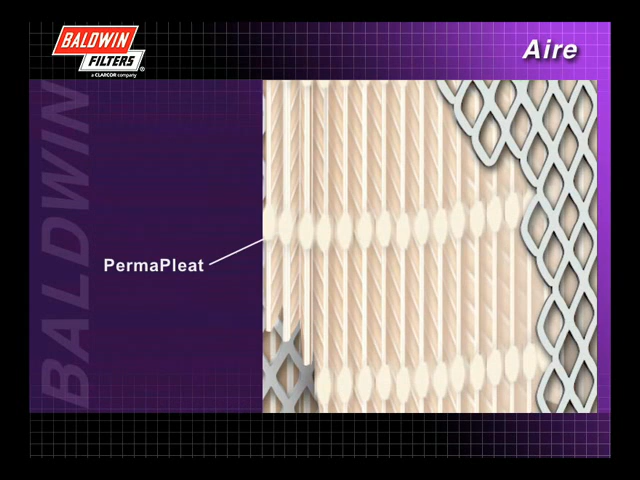 BALDWIN
FILTERS®
a CLARCOR company
Aire
BALDWIN
PermaPleat